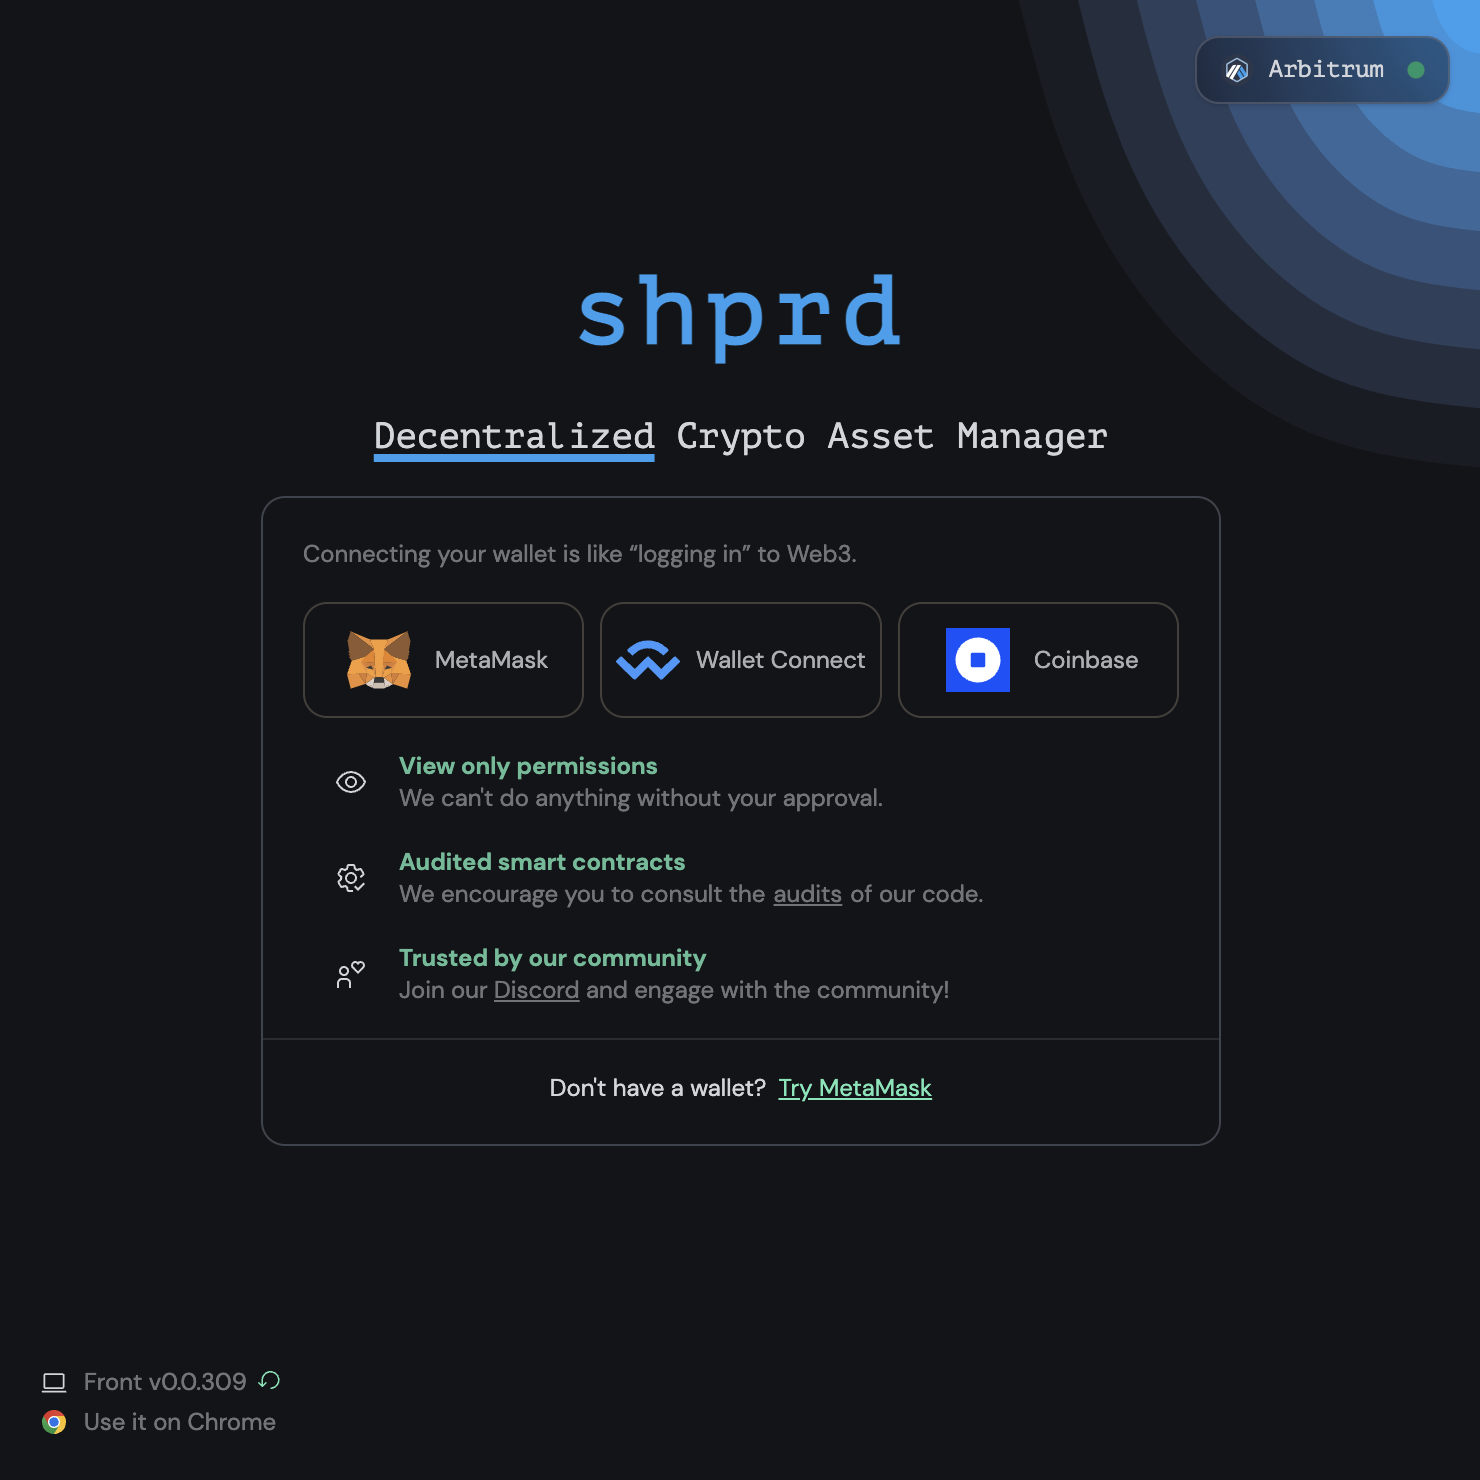 Arbitrum
shprd
Decentralized Crypto Asset Manager
Connecting your wallet is like “logging in” to Web3.
MetaMask
Wallet Connect
Coinbase
View only permissions
We can't do anything without your approval.
Audited smart contracts
We encourage you to consult the audits of our code.
Trusted by our community
Join our Discord and engage with the community!
Don't have a wallet? Try MetaMask
Front v0.0.309
Use it on Chrome